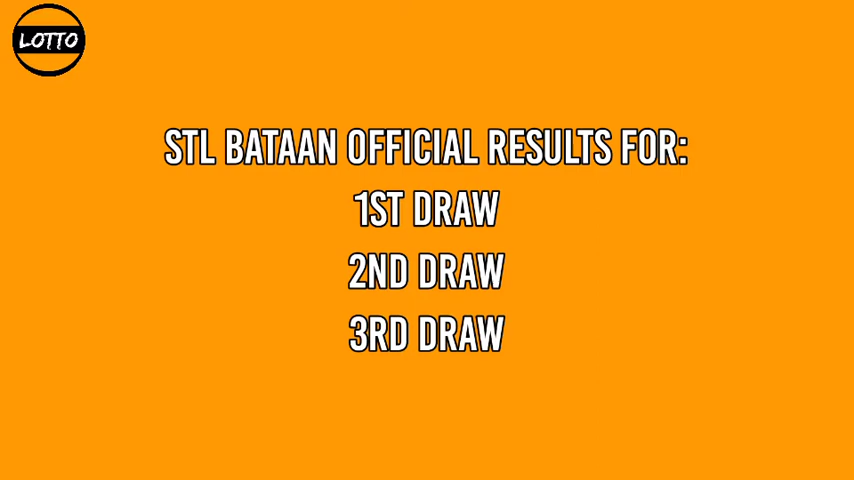 LOTTO
STL BATAAN OFFICIAL RESULTS FOR:
1ST DRAW
2ND DRAW
3RD DRAW